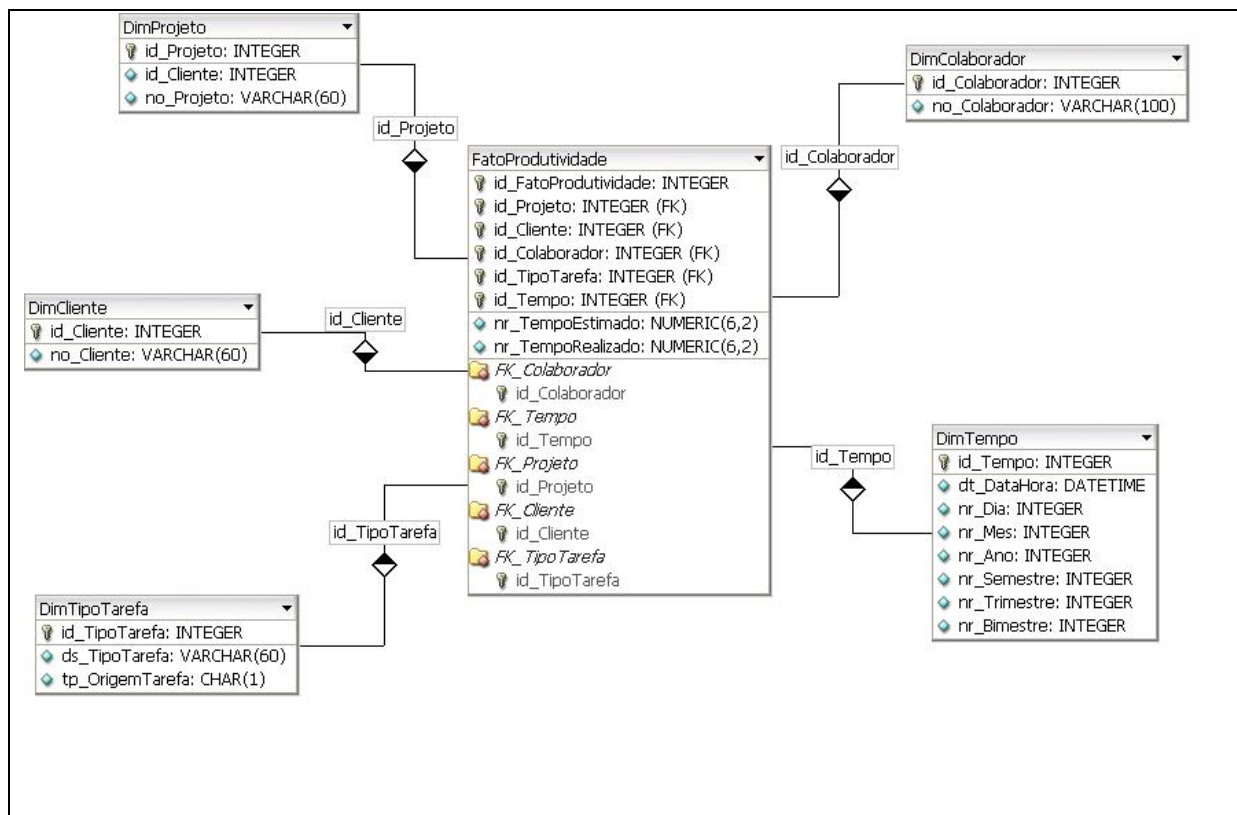 DimProjeto
id_Projeto: INTEGER
id_Cliente: INTEGER
no_Projeto: VARCHAR(60)
id_Projeto
DimColaborador
id_Colaborador: INTEGER
no_Colaborador: VARCHAR(100)
id_Colaborador
FatoProdutividade
id_FatoProdutividade: INTEGER
id_Projeto: INTEGER (FK)
id_Cliente: INTEGER (FK)
id_Colaborador: INTEGER (FK)
id_TipoTarefa: INTEGER (FK)
id_Tempo: INTEGER (FK)
nr_TempoEstimado: NUMERIC(6,2)
nr_TempoRealizado: NUMERIC(6,2)
FK_Colaborador
id_Colaborador
FK_Tempo
id_Tempo
FK_Projeto
id_Projeto
FK_Cliente
id_Cliente
FK_TipoTarefa
id_TipoTarefa
DimCliente
id_Cliente: INTEGER
no_Cliente: VARCHAR(60)
id_Cliente
id_Tempo
DimTempo
id_Tempo: INTEGER
dt_DataHora: DATETIME
nr_Dia: INTEGER
nr_Mes: INTEGER
nr_Ano: INTEGER
nr_Semestre: INTEGER
nr_Trimestre: INTEGER
nr_Bimestre: INTEGER
id_TipoTarefa
DimTipoTarefa
id_TipoTarefa: INTEGER
ds_TipoTarefa: VARCHAR(60)
tp_OrigemTarefa: CHAR(1)